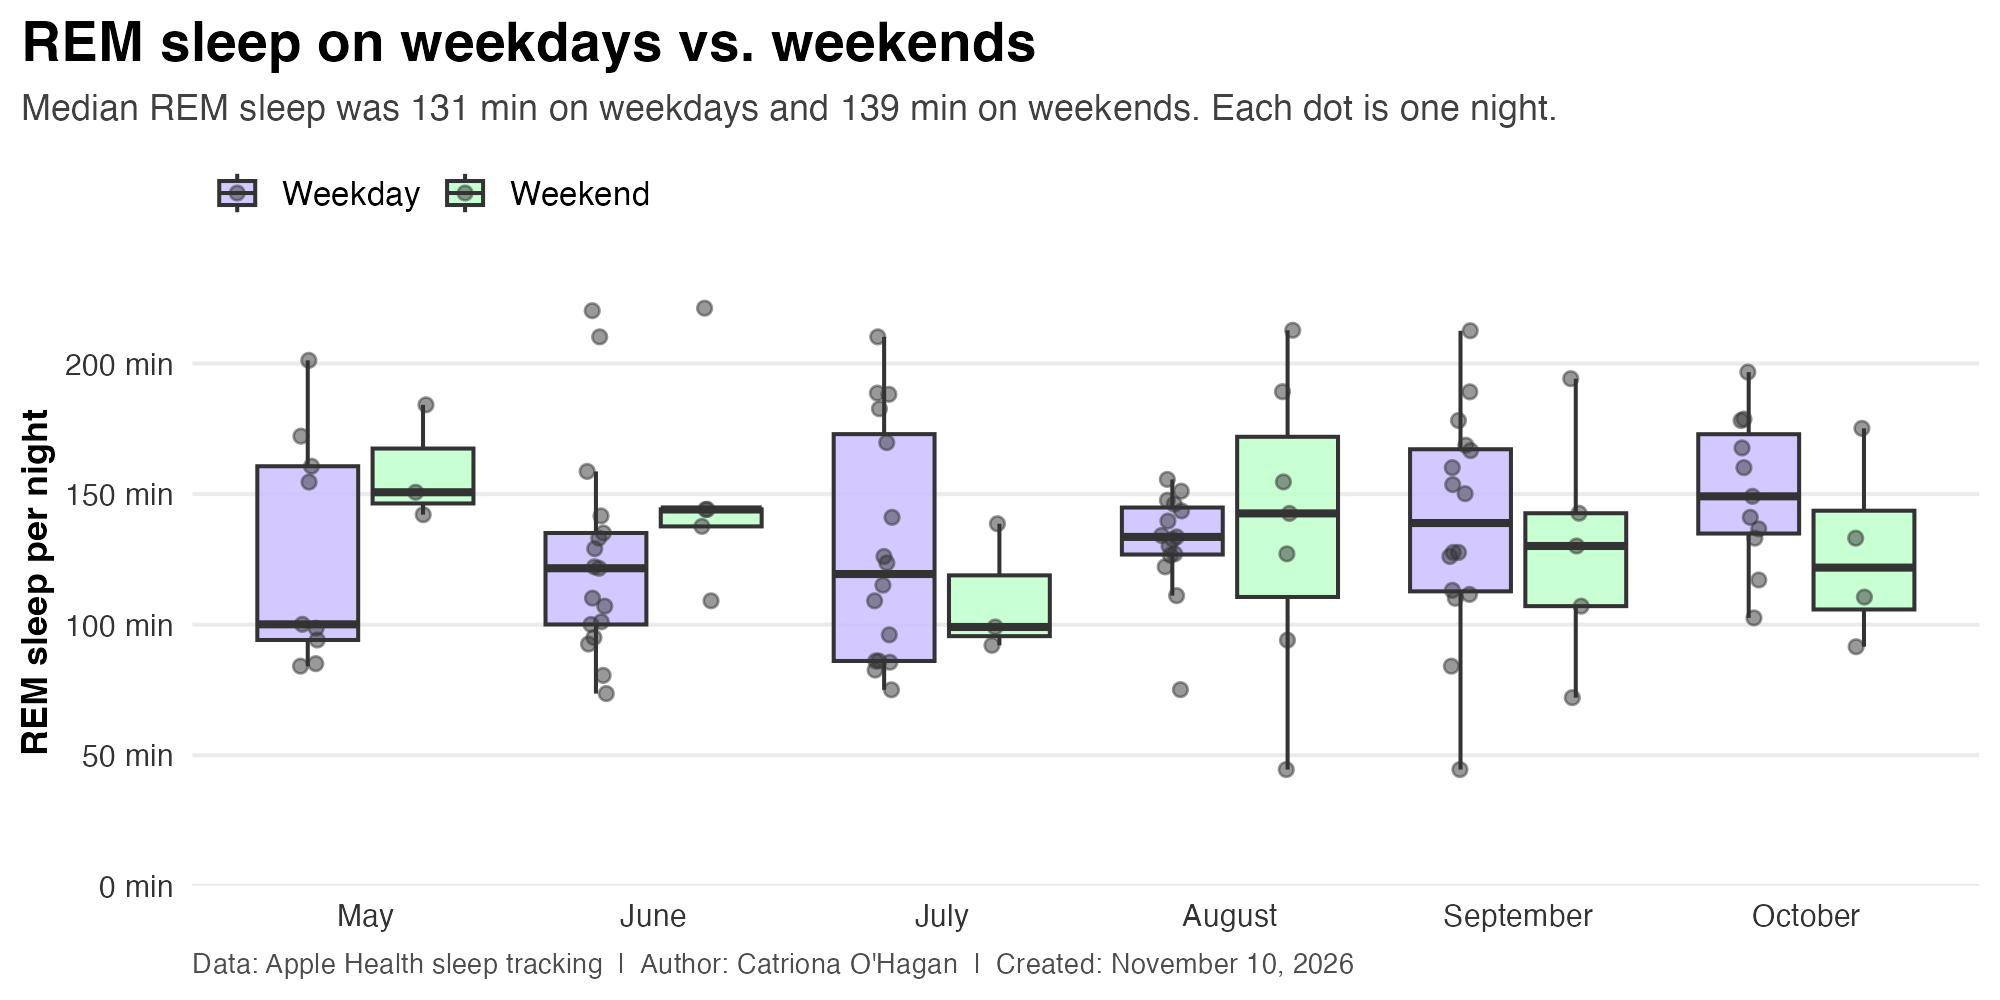 REM sleep on weekdays vs. weekends
Median REM sleep was 131 min on weekdays and 139 min on weekends. Each dot is one night.
Weekday Weekend
REM sleep per night
200 min
150 min
100 min
50 min
0 min
May June July August September October
Data: Apple Health sleep tracking | Author: Catriona O'Hagan | Created: November 10, 2026